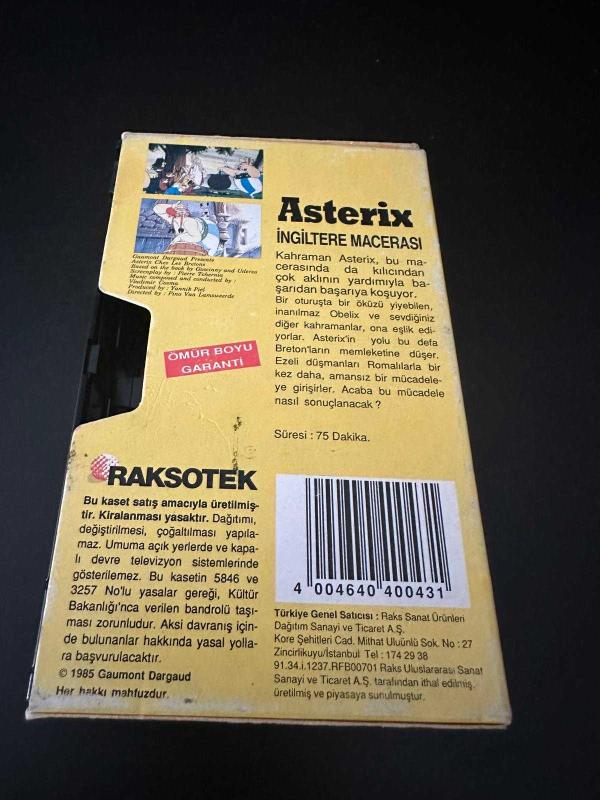 Gaumont Dargaud Presents
Asterix Chez Les Bretons
Based on the book by Goscinny and Uderzo
Screenplay by : Pierre Tchernia
Music composed and conducted by :
Vladimir Cosma
Produced by : Yannik Piel
Directed by : Pino Van Lamsweerde
Asterix
İNGİLTERE MACERASI
Kahraman Asterix, bu ma-
cerasında da kılıcından
çok aklının yardımıyla ba-
şarıdan başarıya koşuyor.
Bir oturuşta bir öküzü yiyebilen,
inanılmaz Obelix ve sevdiğiniz
diğer kahramanlar, ona eşlik edi-
yorlar. Asterix'in yolu bu defa
Breton'ların memleketine düşer.
Ezeli düşmanları Romalılarla bir
kez daha, amansız bir mücadele-
ye girişirler. Acaba bu mücadele
nasıl sonuçlanacak ?
Süresi : 75 Dakika.
ÖMÜR BOYU
GARANTİ
RAKSOTEK
Bu kaset satış amacıyla üretilmiş-
tir. Kiralanması yasaktır. Dağıtımı,
değiştirilmesi, çoğaltılması yapıla-
maz. Umuma açık yerlerde ve kapa-
lı devre televizyon sistemlerinde
gösterilemez. Bu kasetin 5846 ve
3257 No'lu yasalar gereği, Kültür
Bakanlığı'nca verilen bandrolü taşı-
ması zorunludur. Aksi davranış için-
de bulunanlar hakkında yasal yolla-
ra başvurulacaktır.
© 1985 Gaumont Dargaud
Her hakkı mahfuzdur.
4 004640 400431
Türkiye Genel Satıcısı : Raks Sanat Ürünleri
Dağıtım Sanayi ve Ticaret A.Ş.
Kore Şehitleri Cad. Mithat Uluünlü Sok. No : 27
Zincirlikuyu/İstanbul Tel : 174 29 38
91.34.i.1237.RFB00701 Raks Uluslararası Sanat
Sanayi ve Ticaret A.Ş. tarafından ithal edilmiş,
üretilmiş ve piyasaya sunulmuştur.